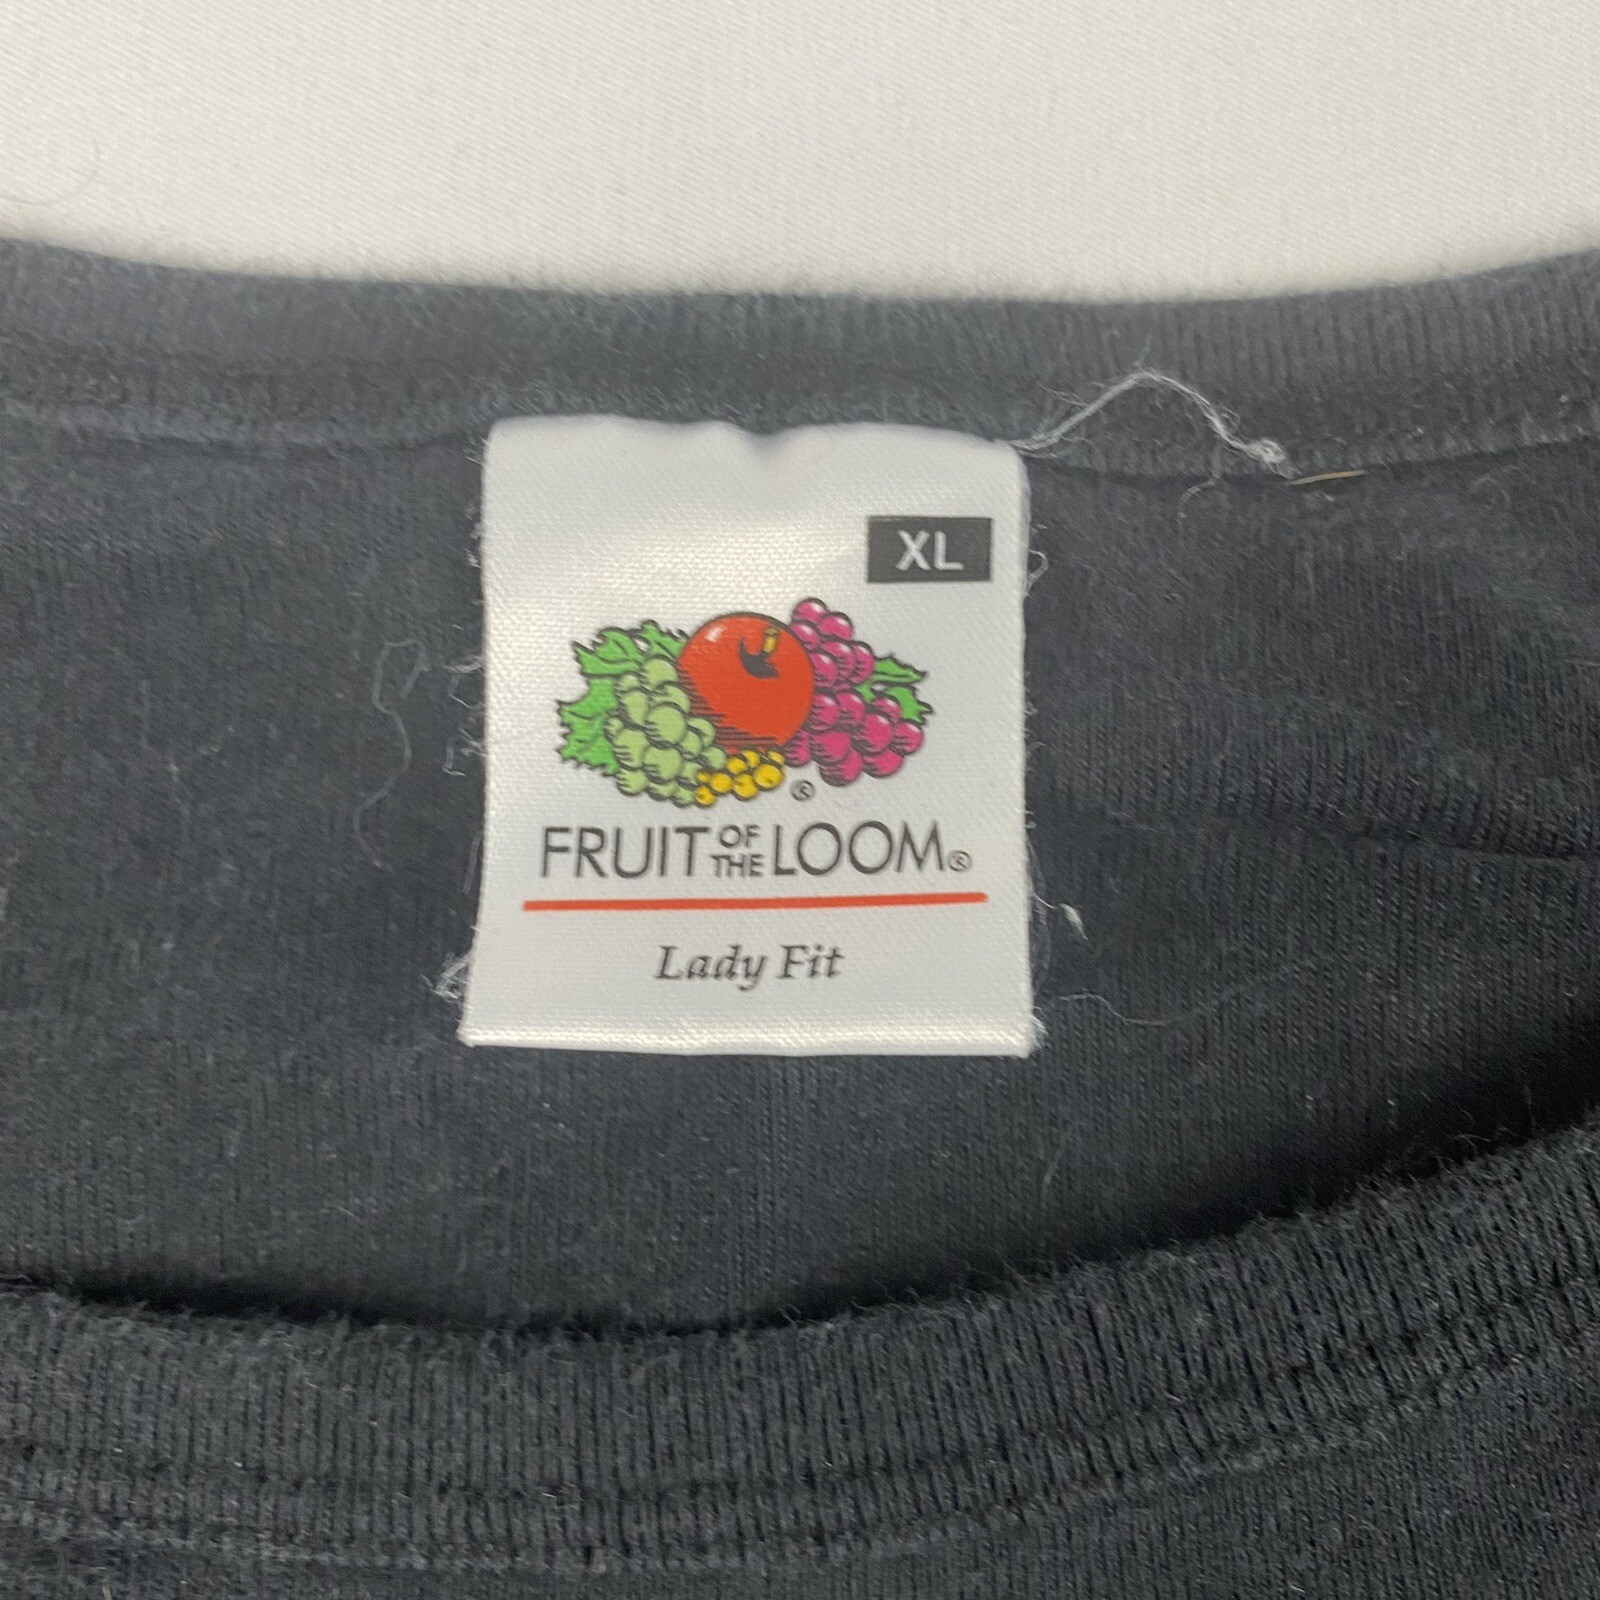 XL
®
FRUIT OF THE LOOM®
Lady Fit